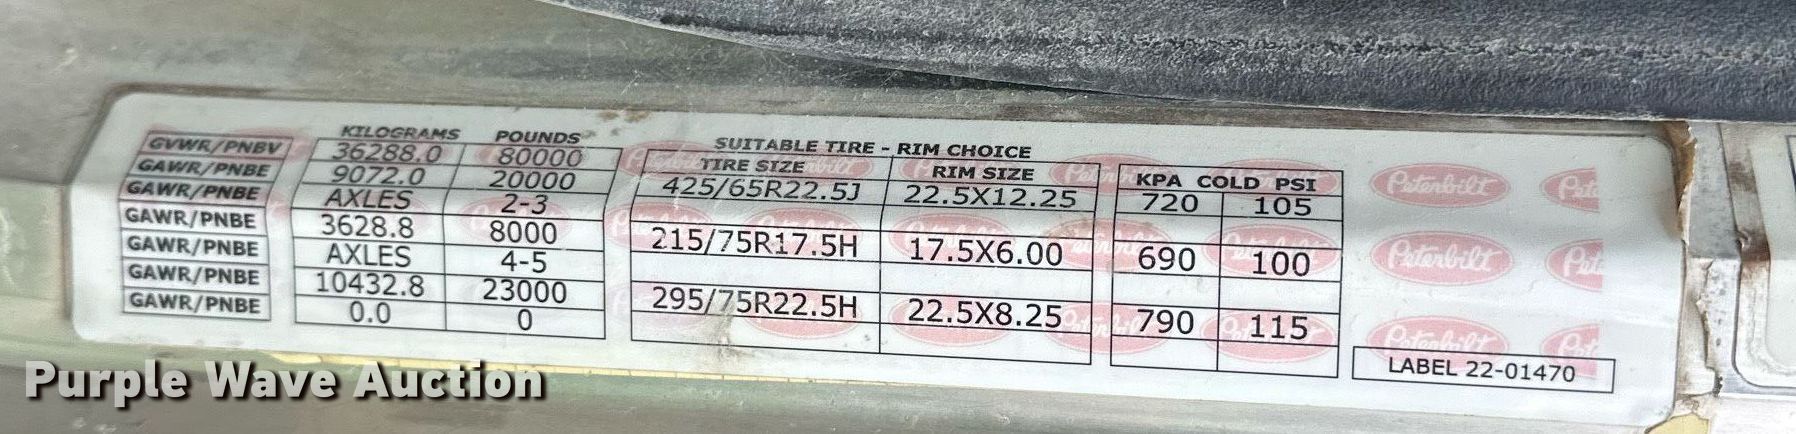 KILOGRAMS POUNDS
GVWR/PNBV 36288.0 80000
GAWR/PNBE 9072.0 20000
GAWR/PNBE AXLES 2-3
GAWR/PNBE 3628.8 8000
GAWR/PNBE AXLES 4-5
GAWR/PNBE 10432.8 23000
GAWR/PNBE 0.0 0
SUITABLE TIRE - RIM CHOICE
TIRE SIZE RIM SIZE KPA COLD PSI
425/65R22.5J 22.5X12.25 720 105
215/75R17.5H 17.5X6.00 690 100
295/75R22.5H 22.5X8.25 790 115
Peterbilt
Peterbilt
Peterbilt
LABEL 22-01470
Purple Wave Auction